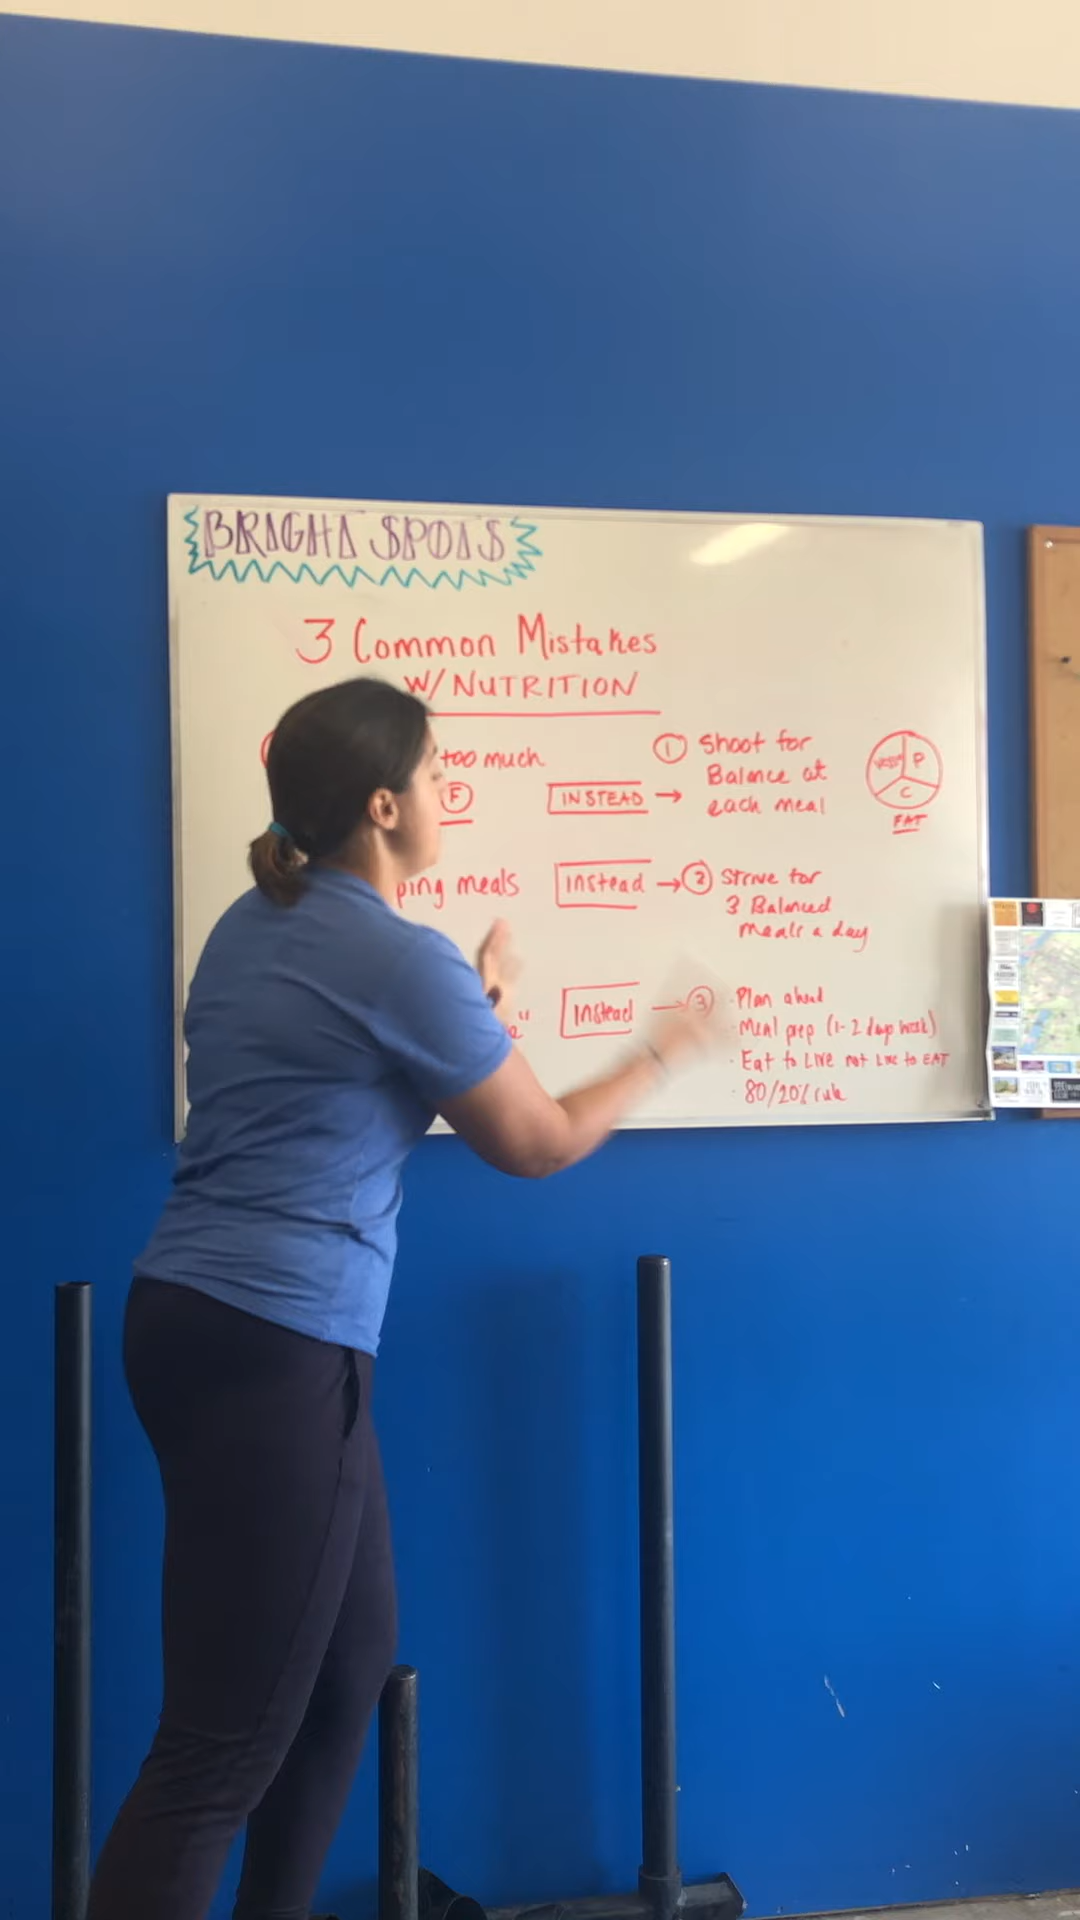 BRIGHT SPOTS
3 Common Mistakes
W/ NUTRITION
too much
F
INSTEAD →
1 Shoot for
Balance at
each meal
P
C
FAT
ping meals
Instead → 2 Strive for
3 Balanced
meals a day
Instead → 3
· Plan ahead
· Meal prep (1-2 days week)
· Eat to Live not Live to EAT
· 80/20% rule